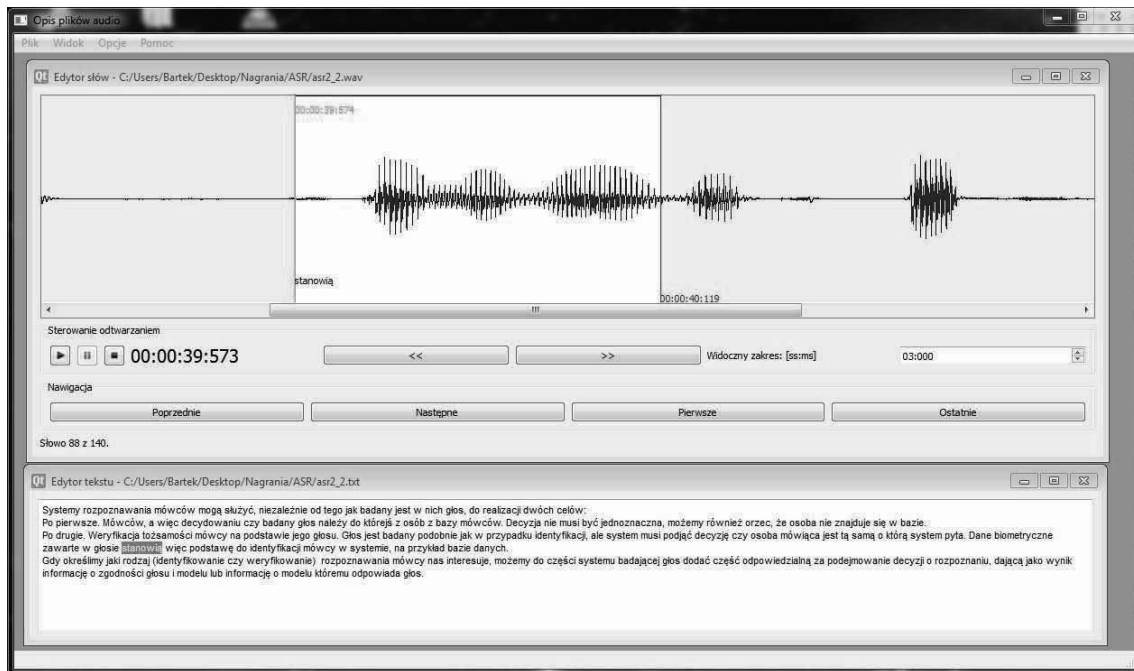 Opis plików audio
Plik Widok Opcje Pomoc
Edytor słów - C:/Users/Bartek/Desktop/Nagrania/ASR/asr2_2.wav
00:00:39:574
stanowią
00:00:40:119
Sterowanie odtwarzaniem
00:00:39:573 << >> Widoczny zakres: [ss:ms] 03:000
Nawigacja
Poprzednie Następne Pierwsze Ostatnie
Słowo 88 z 140.
Edytor tekstu - C:/Users/Bartek/Desktop/Nagrania/ASR/asr2_2.txt
Systemy rozpoznawania mówców mogą służyć, niezależnie od tego jak badany jest w nich głos, do realizacji dwóch celów:
Po pierwsze. Mówców, a więc decydowaniu czy badany głos należy do którejś z osób z bazy mówców. Decyzja nie musi być jednoznaczna, możemy również orzec, że osoba nie znajduje się w bazie.
Po drugie. Weryfikacja tożsamości mówcy na podstawie jego głosu. Głos jest badany podobnie jak w przypadku identyfikacji, ale system musi podjąć decyzję czy osoba mówiąca jest tą samą o którą system pyta. Dane biometryczne
zawarte w głosie stanowią więc podstawę do identyfikacji mówcy w systemie, na przykład bazie danych.
Gdy określimy jaki rodzaj (identyfikowanie czy weryfikowanie) rozpoznawania mówcy nas interesuje, możemy do części systemu badającej głos dodać część odpowiedzialną za podejmowanie decyzji o rozpoznaniu, dającą jako wynik
informację o zgodności głosu i modelu lub informację o modelu któremu odpowiada głos.